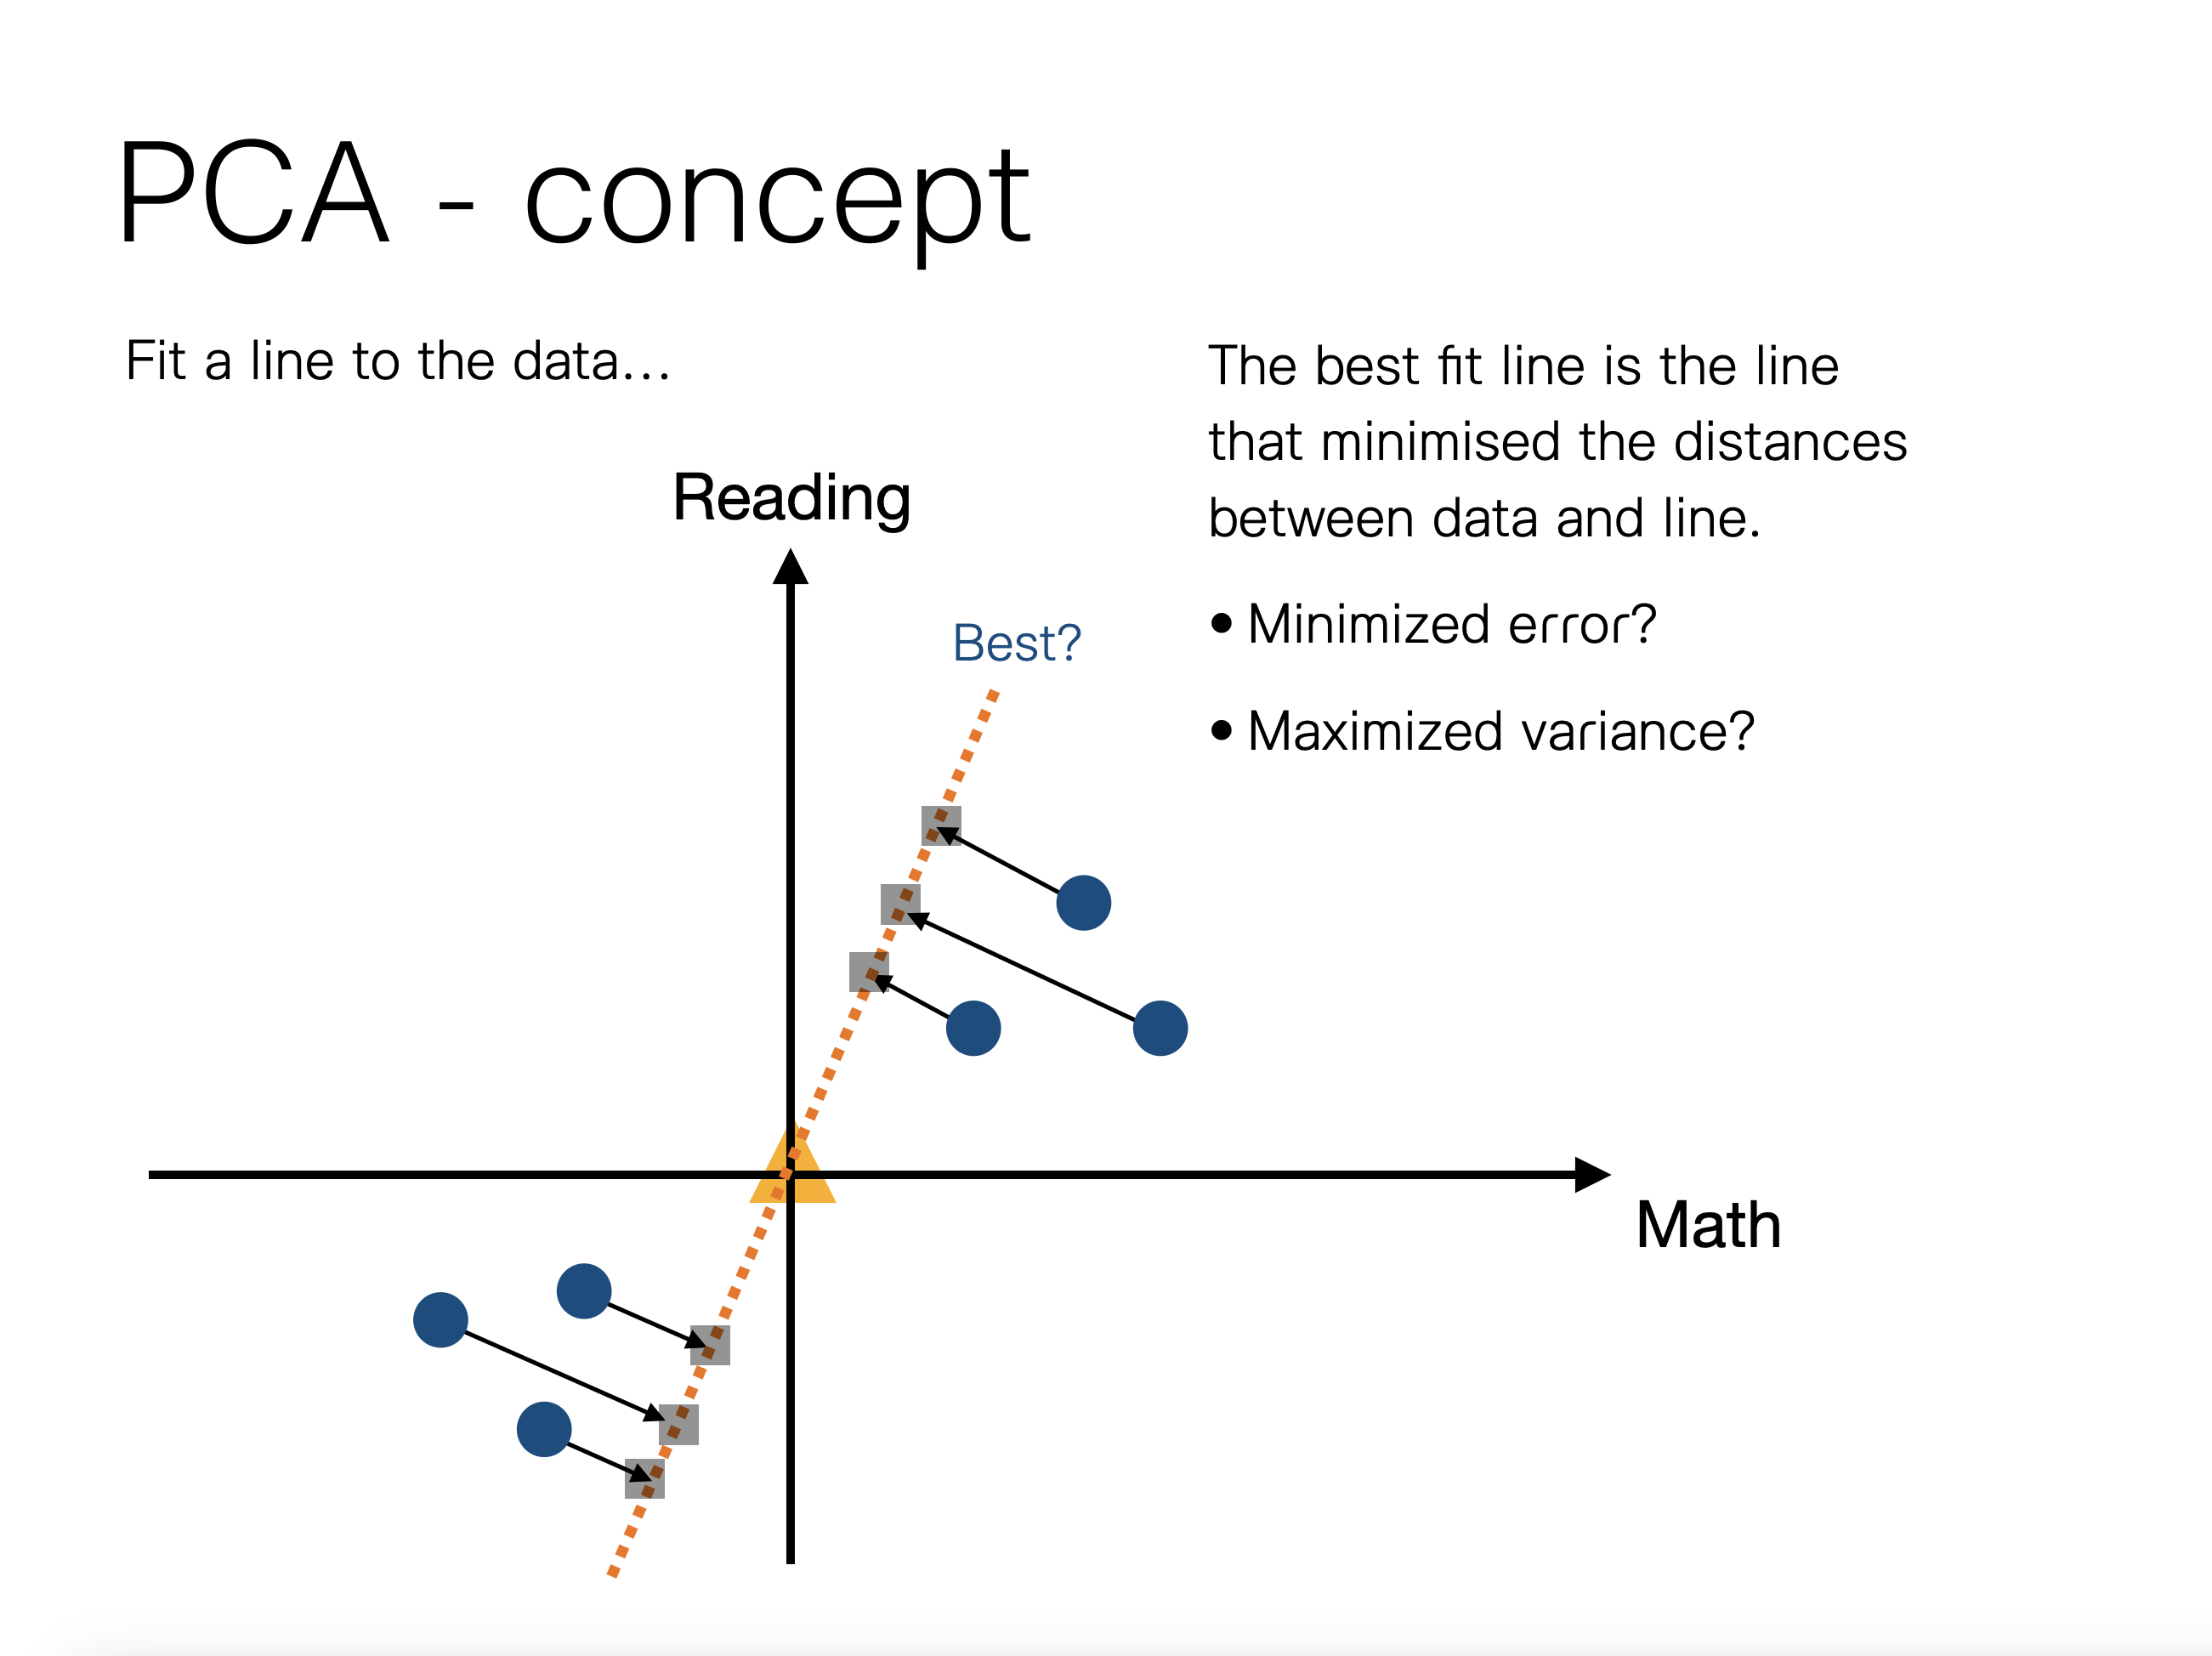 PCA - concept
Fit a line to the data...
The best fit line is the line
that minimised the distances
between data and line.
• Minimized error?
• Maximized variance?
Reading
Best?
Math